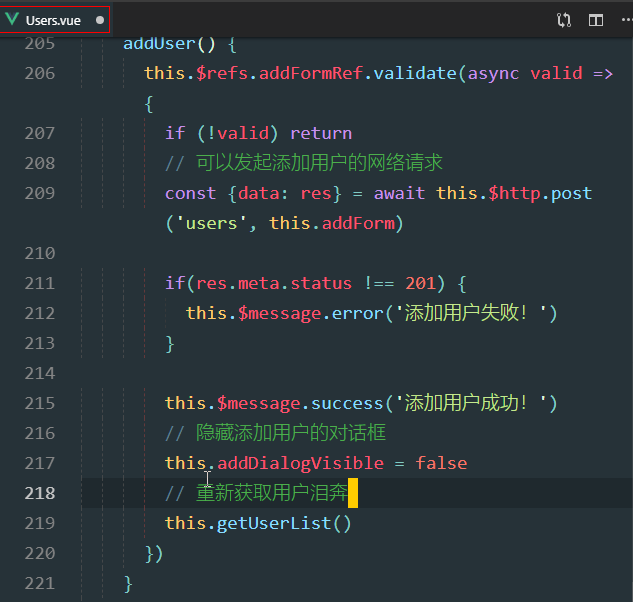 Users.vue
205 addUser() {
206 this.$refs.addFormRef.validate(async valid =>
{
207 if (!valid) return
208 // 可以发起添加用户的网络请求
209 const {data: res} = await this.$http.post
('users', this.addForm)
210
211 if(res.meta.status !== 201) {
212 this.$message.error('添加用户失败！')
213 }
214
215 this.$message.success('添加用户成功！')
216 // 隐藏添加用户的对话框
217 this.addDialogVisible = false
218 // 重新获取用户泪奔
219 this.getUserList()
220 })
221 }